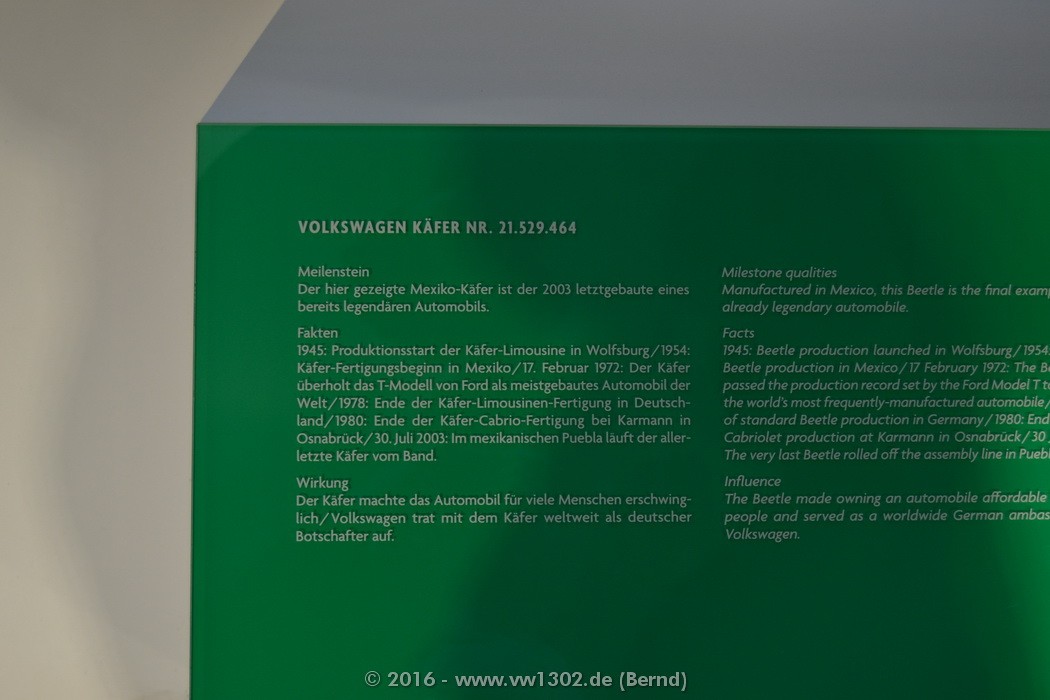 VOLKSWAGEN KÄFER NR. 21.529.464
Meilenstein
Der hier gezeigte Mexiko-Käfer ist der 2003 letztgebaute eines
bereits legendären Automobils.
Fakten
1945: Produktionsstart der Käfer-Limousine in Wolfsburg/1954:
Käfer-Fertigungsbeginn in Mexiko/17. Februar 1972: Der Käfer
überholt das T-Modell von Ford als meistgebautes Automobil der
Welt/1978: Ende der Käfer-Limousinen-Fertigung in Deutsch-
land/1980: Ende der Käfer-Cabrio-Fertigung bei Karmann in
Osnabrück/30. Juli 2003: Im mexikanischen Puebla läuft der aller-
letzte Käfer vom Band.
Wirkung
Der Käfer machte das Automobil für viele Menschen erschwing-
lich/Volkswagen trat mit dem Käfer weltweit als deutscher
Botschafter auf.
Milestone qualities
Manufactured in Mexico, this Beetle is the final
already legendary automobile.
Facts
1945: Beetle production launched in Wolfsburg/1954
Beetle production in Mexico/17 February 1972: The
passed the production record set by the Ford Model T
the world's most frequently-manufactured automobile/
of standard Beetle production in Germany/1980: End
Cabriolet production at Karmann in Osnabrück/30
The very last Beetle rolled off the assembly line in
Influence
The Beetle made owning an automobile affordable
people and served as a worldwide German
Volkswagen.
© 2016 - www.vw1302.de (Bernd)